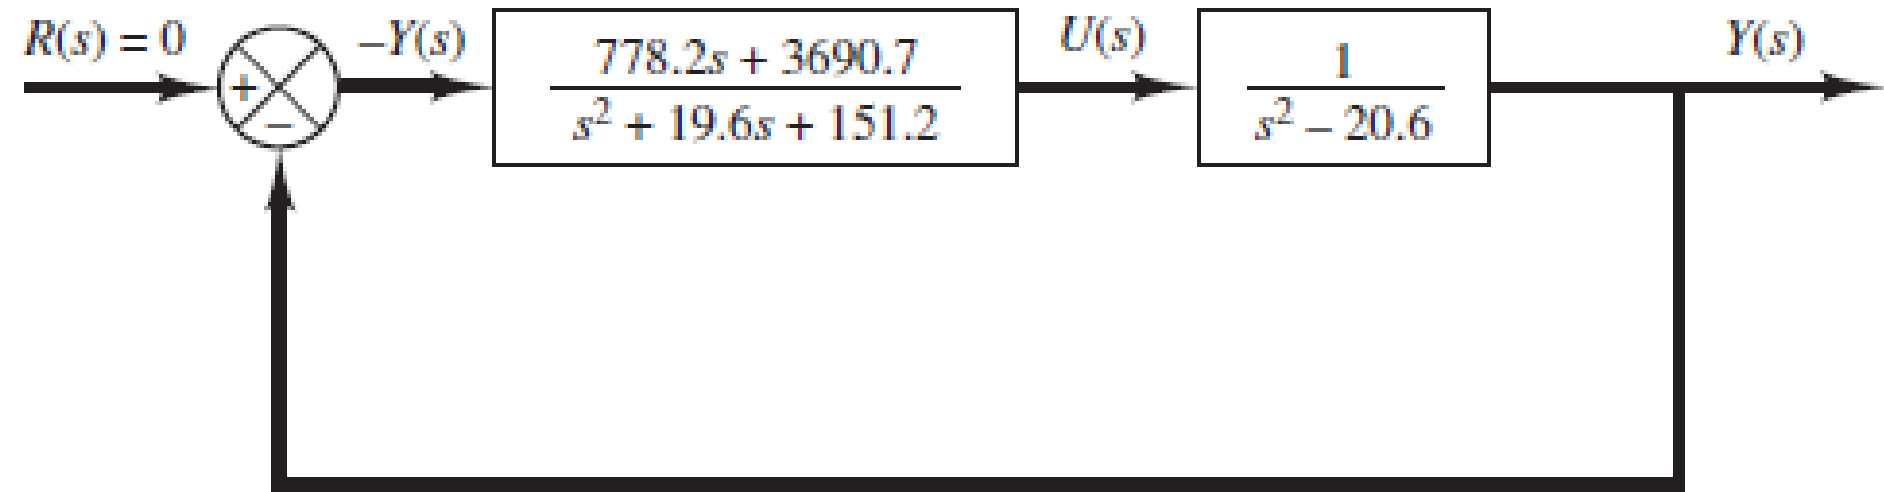 R(s) = 0
+
–
–Y(s)
778.2s + 3690.7
s² + 19.6s + 151.2
U(s)
1
s² – 20.6
Y(s)